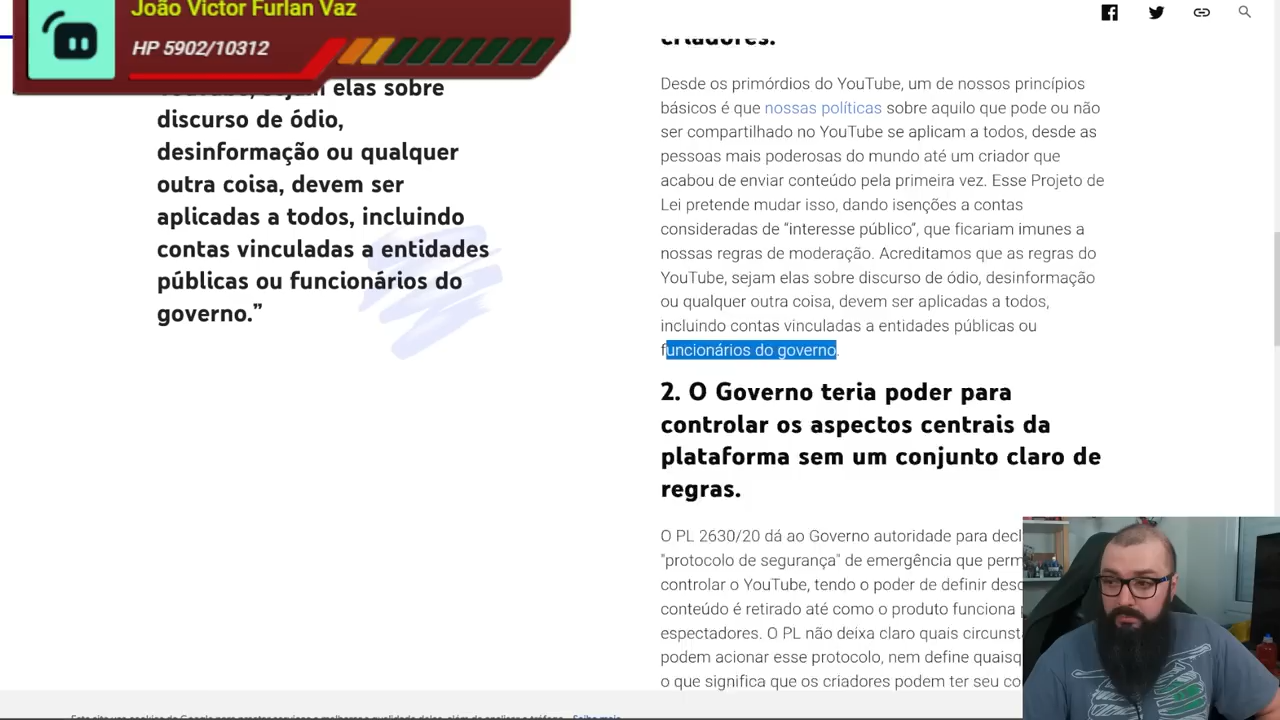 João Victor Furlan Vaz
HP 5902/10312
YouTube, sejam elas sobre
discurso de ódio,
desinformação ou qualquer
outra coisa, devem ser
aplicadas a todos, incluindo
contas vinculadas a entidades
públicas ou funcionários do
governo.”
criadores.
Desde os primórdios do YouTube, um de nossos princípios
básicos é que nossas políticas sobre aquilo que pode ou não
ser compartilhado no YouTube se aplicam a todos, desde as
pessoas mais poderosas do mundo até um criador que
acabou de enviar conteúdo pela primeira vez. Esse Projeto de
Lei pretende mudar isso, dando isenções a contas
consideradas de “interesse público”, que ficariam imunes a
nossas regras de moderação. Acreditamos que as regras do
YouTube, sejam elas sobre discurso de ódio, desinformação
ou qualquer outra coisa, devem ser aplicadas a todos,
incluindo contas vinculadas a entidades públicas ou
funcionários do governo.
2. O Governo teria poder para
controlar os aspectos centrais da
plataforma sem um conjunto claro de
regras.
O PL 2630/20 dá ao Governo autoridade para decl
"protocolo de segurança" de emergência que perm
controlar o YouTube, tendo o poder de definir desc
conteúdo é retirado até como o produto funciona
espectadores. O PL não deixa claro quais circunst
podem acionar esse protocolo, nem define quaisq
o que significa que os criadores podem ter seu co